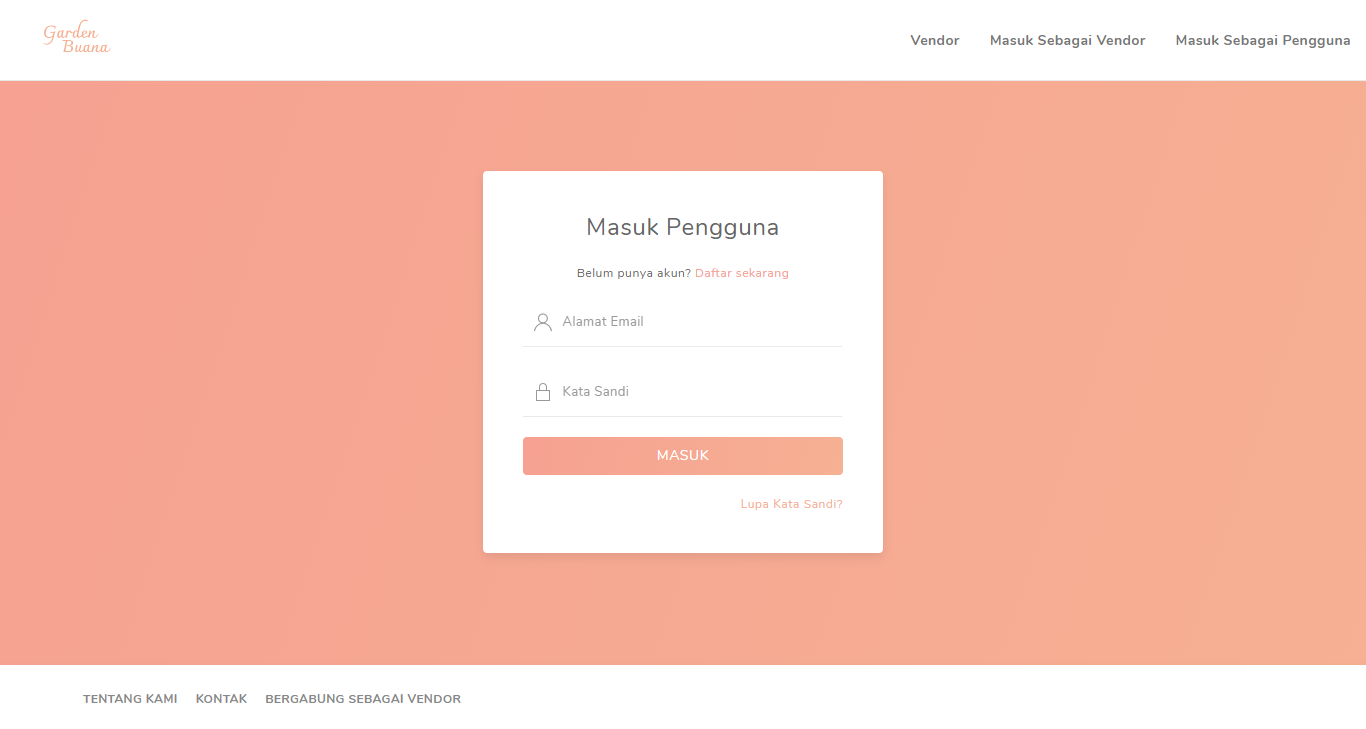 Garden
Buana
Vendor Masuk Sebagai Vendor Masuk Sebagai Pengguna
Masuk Pengguna
Belum punya akun? Daftar sekarang
Alamat Email
Kata Sandi
MASUK
Lupa Kata Sandi?
TENTANG KAMI KONTAK BERGABUNG SEBAGAI VENDOR